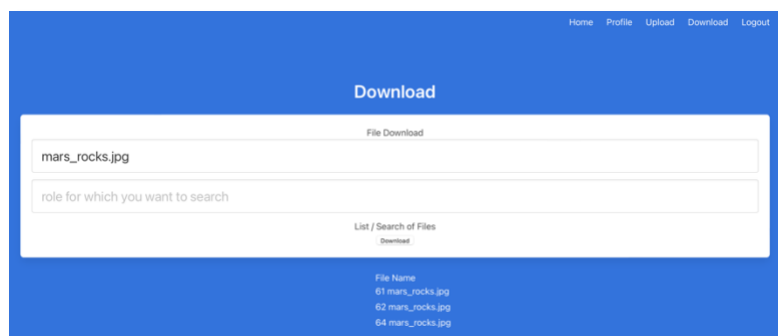 Home Profile Upload Download Logout
Download
File Download
mars_rocks.jpg
role for which you want to search
List / Search of Files
Download
File Name
61 mars_rocks.jpg
62 mars_rocks.jpg
64 mars_rocks.jpg